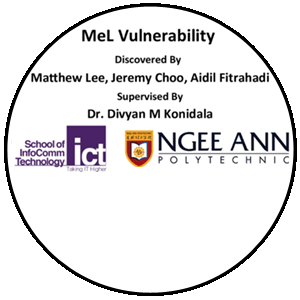 MeL Vulnerability
Discovered By
Matthew Lee, Jeremy Choo, Aidil Fitrahadi
Supervised By
Dr. Divyan M Konidala
School of InfoComm Technology
ict
Taking IT Higher
NGEE ANN
POLYTECHNIC